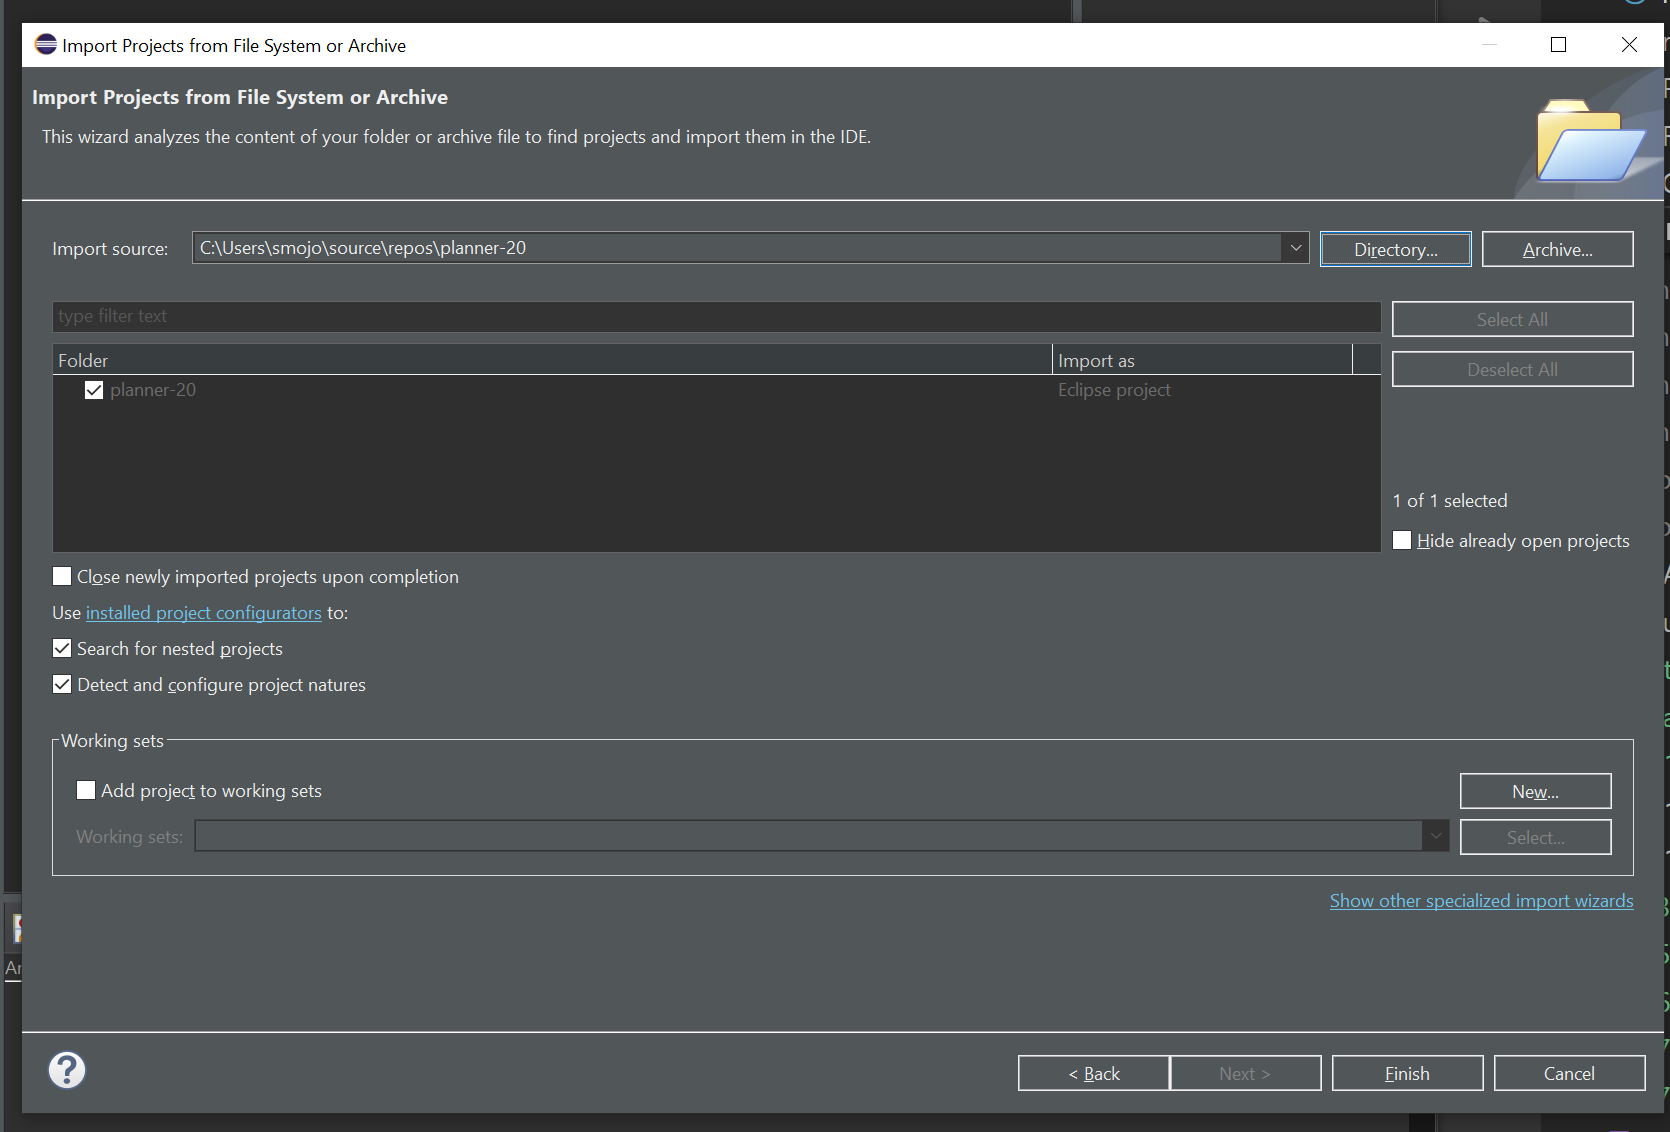 Import Projects from File System or Archive
Import Projects from File System or Archive
This wizard analyzes the content of your folder or archive file to find projects and import them in the IDE.
Import source: C:\Users\smojo\source\repos\planner-20 Directory... Archive...
type filter text Select All
Folder Import as Deselect All
planner-20 Eclipse project
1 of 1 selected
Hide already open projects
Close newly imported projects upon completion
Use installed project configurators to:
Search for nested projects
Detect and configure project natures
Working sets
Add project to working sets New...
Working sets: Select...
Show other specialized import wizards
? < Back Next > Finish Cancel